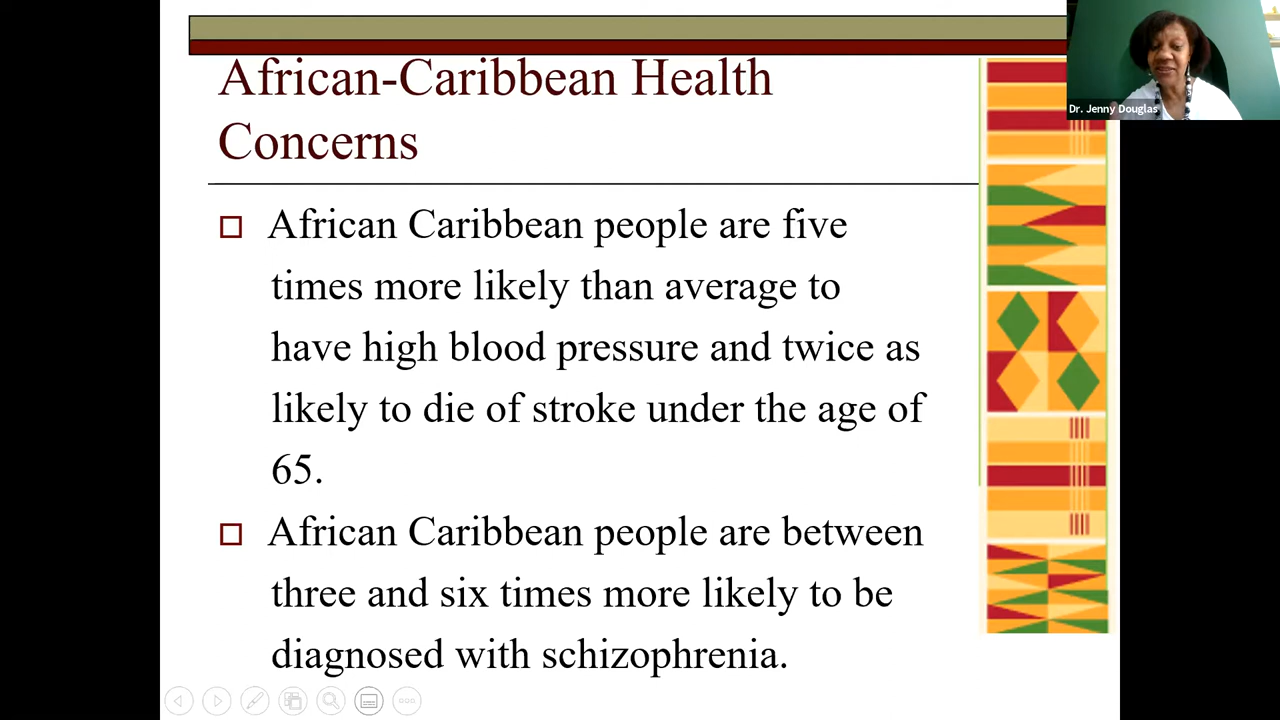 African-Caribbean Health
Concerns
Dr. Jenny Douglas
African Caribbean people are five
times more likely than average to
have high blood pressure and twice as
likely to die of stroke under the age of
65.
African Caribbean people are between
three and six times more likely to be
diagnosed with schizophrenia.